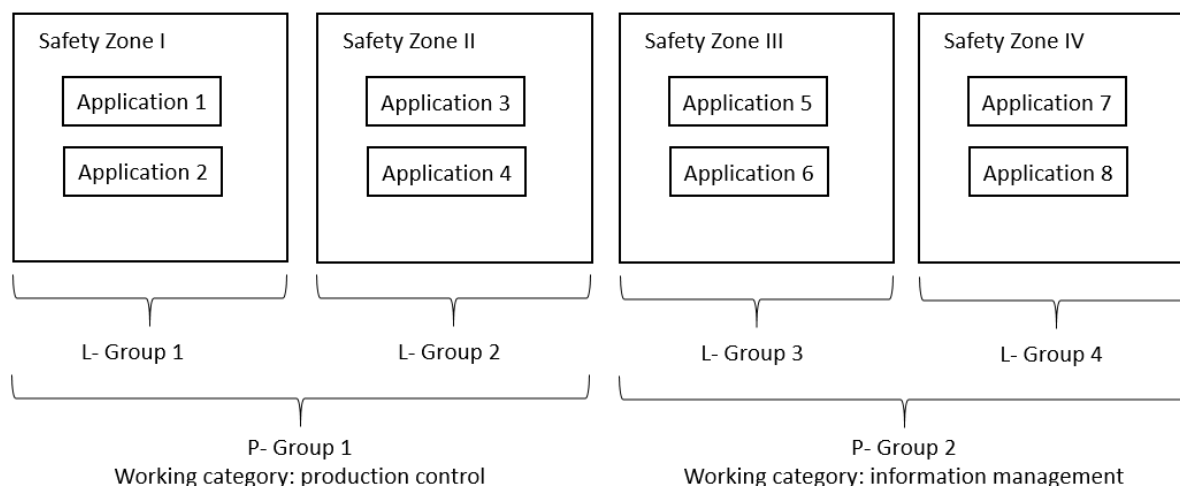 Safety Zone I
Application 1
Application 2
Safety Zone II
Application 3
Application 4
Safety Zone III
Application 5
Application 6
Safety Zone IV
Application 7
Application 8
L- Group 1
L- Group 2
L- Group 3
L- Group 4
P- Group 1
Working category: production control
P- Group 2
Working category: information management